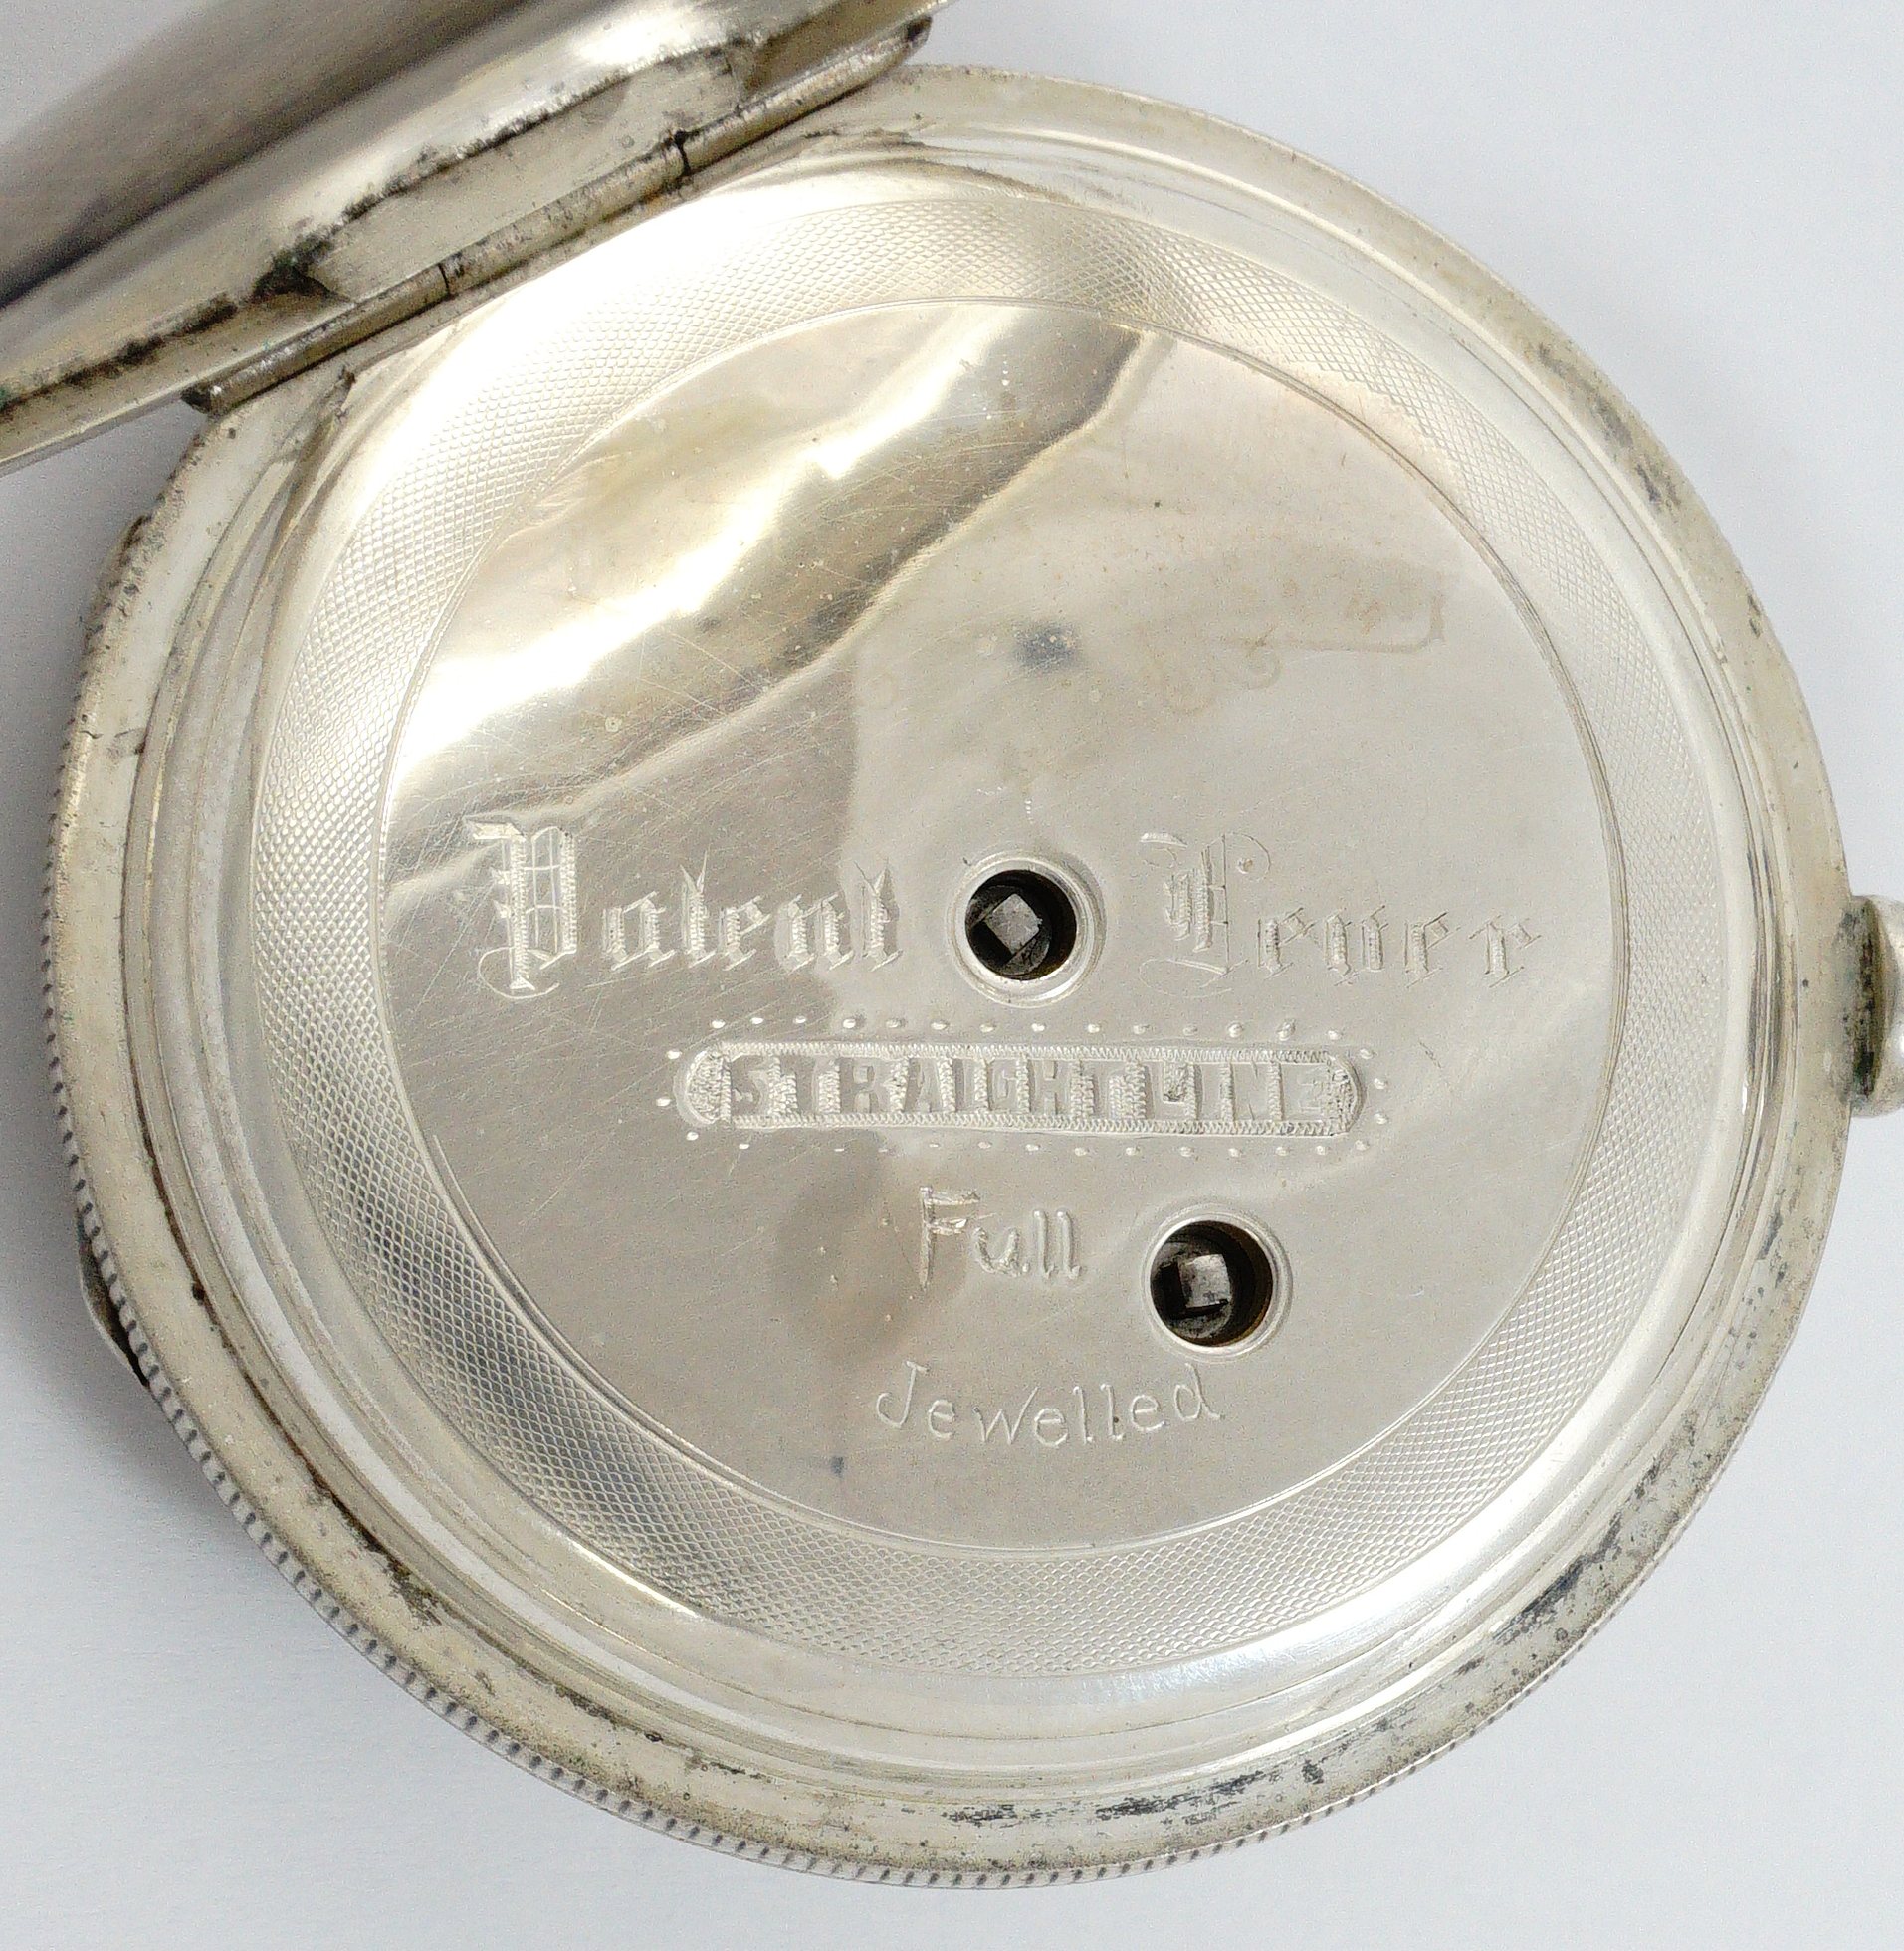 Patent Lever
STRAIGHT LINE
Full
Jewelled